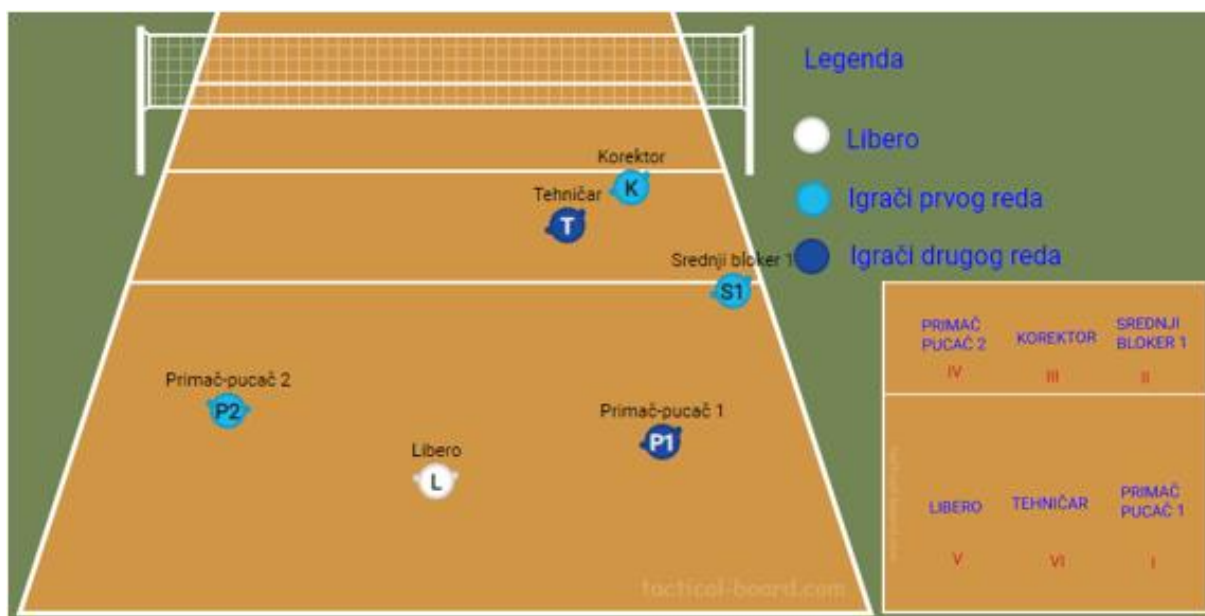 Legenda
Libero
Igrači prvog reda
Igrači drugog reda
Korektor
K
Tehničar
T
Srednji bloker 1
S1
Primač-pucač 2
P2
Primač-pucač 1
P1
Libero
L
PRIMAČ
PUCAČ 2
IV
KOREKTOR
III
SREDNJI
BLOKER 1
II
LIBERO
V
TEHNIČAR
VI
PRIMAČ
PUCAČ 1
I
tactical-board.com